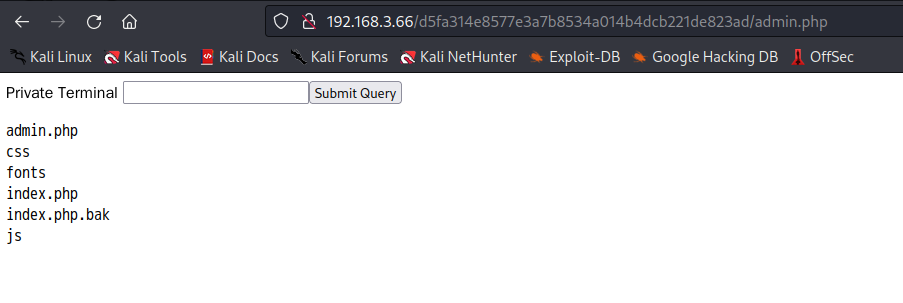 192.168.3.66/d5fa314e8577e3a7b8534a014b4dcb221de823ad/admin.php
Kali Linux Kali Tools Kali Docs Kali Forums Kali NetHunter Exploit-DB Google Hacking DB OffSec
Private Terminal Submit Query
admin.php
css
fonts
index.php
index.php.bak
js